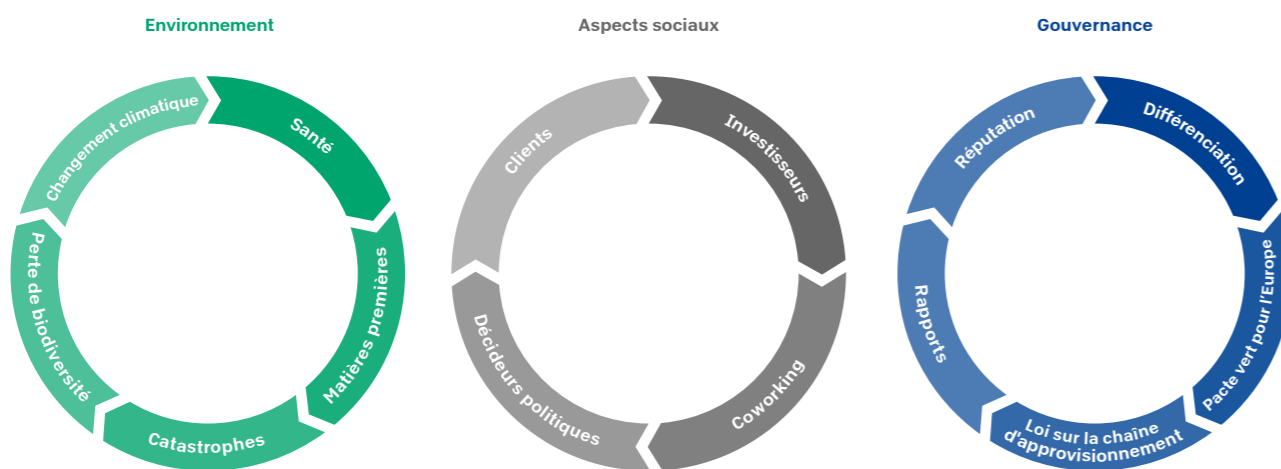 Environnement
Santé
Matières premières
Catastrophes
Perte de biodiversité
Changement climatique
Aspects sociaux
Investisseurs
Coworking
Décideurs politiques
Clients
Gouvernance
Différenciation
Pacte vert pour l'Europe
Loi sur la chaîne
d'approvisionnement
Rapports
Réputation